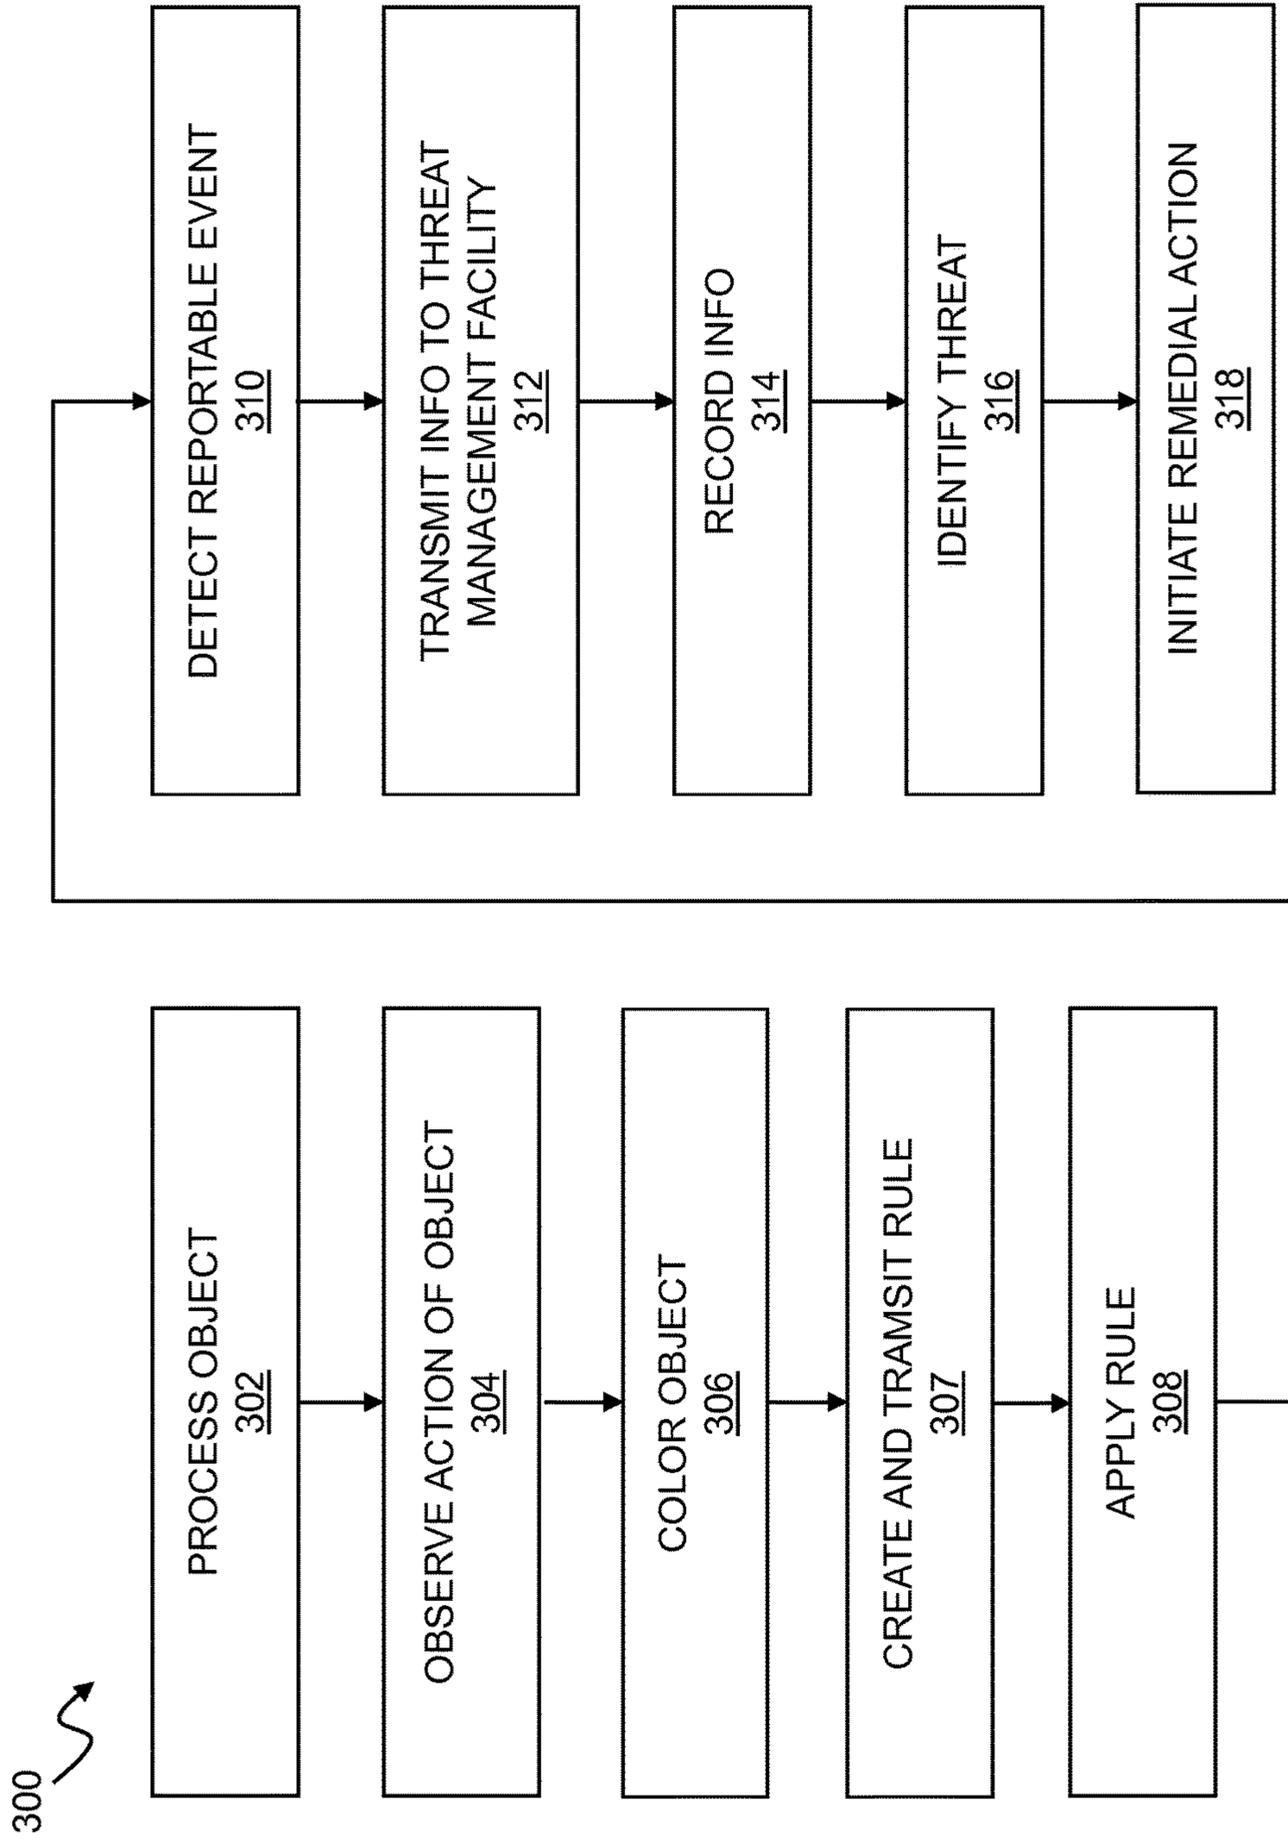 300
PROCESS OBJECT
302
OBSERVE ACTION OF OBJECT
304
COLOR OBJECT
306
CREATE AND TRAMSIT RULE
307
APPLY RULE
308
DETECT REPORTABLE EVENT
310
TRANSMIT INFO TO THREAT
MANAGEMENT FACILITY
312
RECORD INFO
314
IDENTIFY THREAT
316
INITIATE REMEDIAL ACTION
318